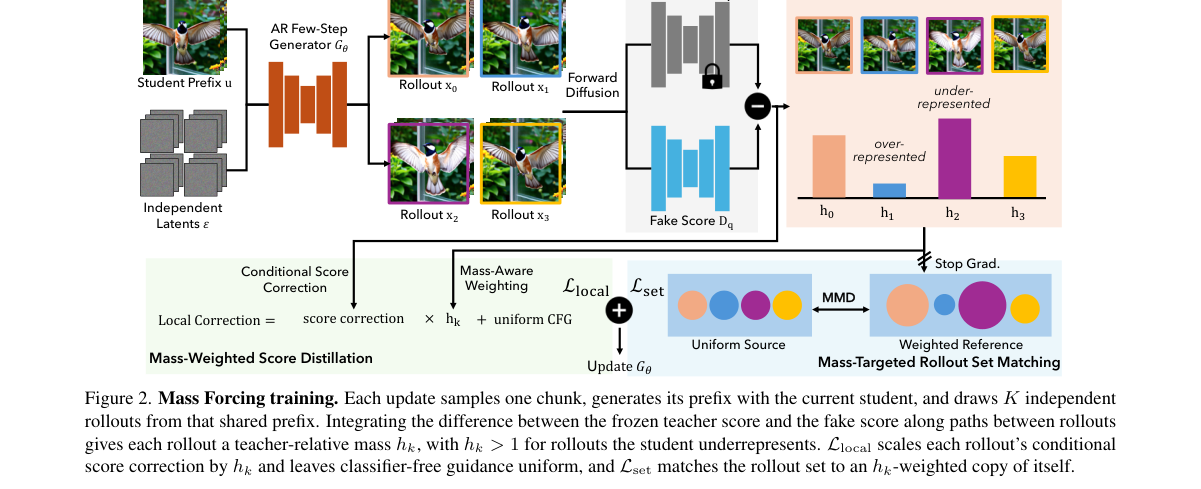 AR Few-Step
Generator Gθ
Student Prefix u
Rollout x₀
Rollout x₁
Forward
Diffusion
Independent
Latents ε
Rollout x₂
Rollout x₃
Fake Score Dq
under-
represented
over-
represented
h₀
h₁
h₂
h₃
Conditional Score
Correction
Mass-Aware
Weighting
Local Correction = score correction × hₖ + uniform CFG
Mass-Weighted Score Distillation
ℒlocal
ℒset
+
Update Gθ
Stop Grad.
MMD
Uniform Source
Weighted Reference
Mass-Targeted Rollout Set Matching
Figure 2. Mass Forcing training. Each update samples one chunk, generates its prefix with the current student, and draws K independent
rollouts from that shared prefix. Integrating the difference between the frozen teacher score and the fake score along paths between rollouts
gives each rollout a teacher-relative mass hₖ, with hₖ > 1 for rollouts the student underrepresents. ℒlocal scales each rollout's conditional
score correction by hₖ and leaves classifier-free guidance uniform, and ℒset matches the rollout set to an hₖ-weighted copy of itself.